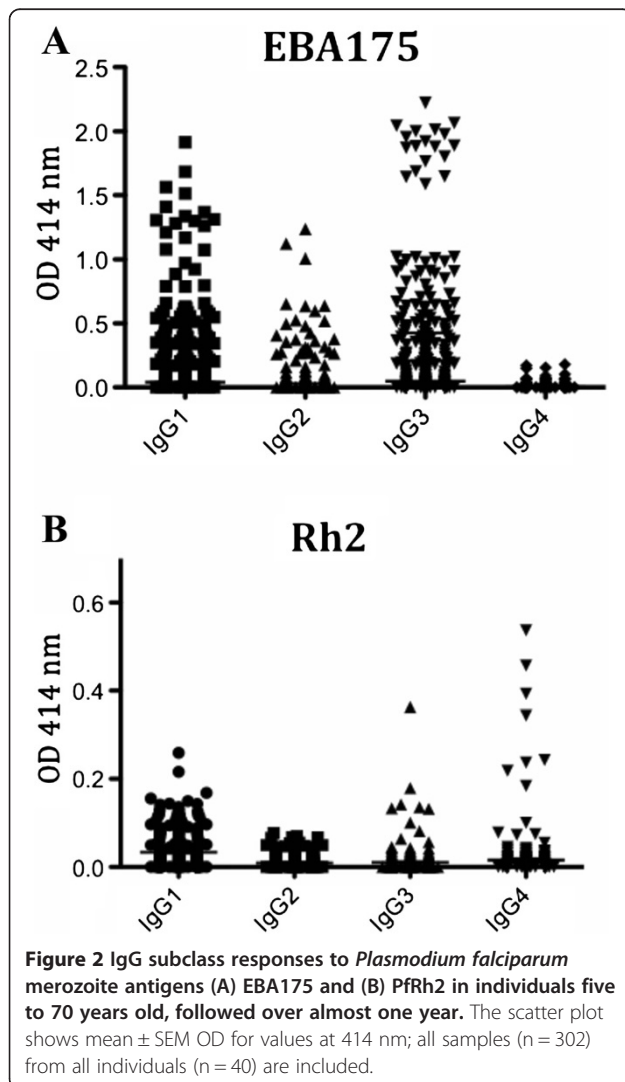 A
EBA175
2.5
2.0
1.5
1.0
0.5
0.0
OD 414 nm
IgG1
IgG2
IgG3
IgG4
B
Rh2
0.6
0.4
0.2
0.0
OD 414 nm
IgG1
IgG2
IgG3
IgG4
Figure 2 IgG subclass responses to Plasmodium falciparum
merozoite antigens (A) EBA175 and (B) PfRh2 in individuals five
to 70 years old, followed over almost one year. The scatter plot
shows mean ± SEM OD for values at 414 nm; all samples (n = 302)
from all individuals (n = 40) are included.